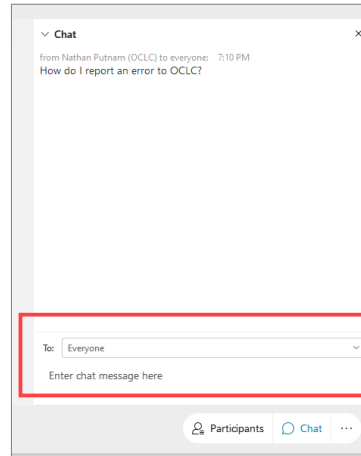 Chat
from Nathan Putnam (OCLC) to everyone: 7:10 PM
How do I report an error to OCLC?
To: Everyone
Enter chat message here
Participants Chat